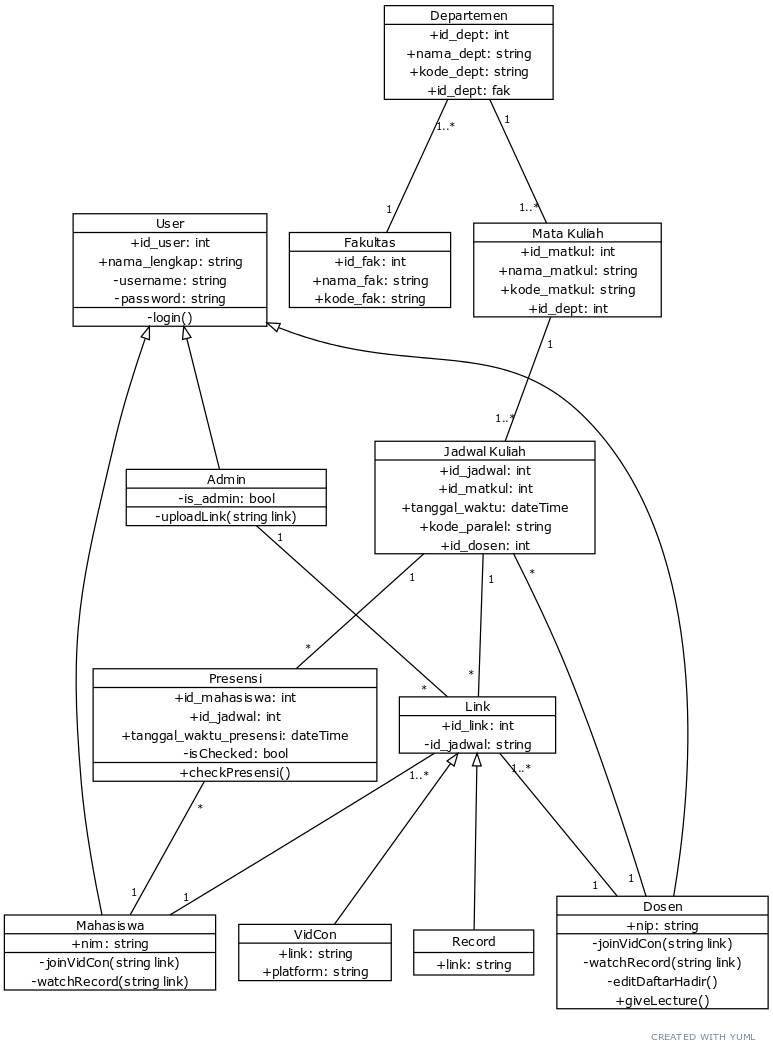 Departemen
+id_dept: int
+nama_dept: string
+kode_dept: string
+id_dept: fak
1..*
1
1
1..*
User
+id_user: int
+nama_lengkap: string
-username: string
-password: string
-login()
Fakultas
+id_fak: int
+nama_fak: string
+kode_fak: string
Mata Kuliah
+id_matkul: int
+nama_matkul: string
+kode_matkul: string
+id_dept: int
1
1..*
Admin
-is_admin: bool
-uploadLink(string link)
Jadwal Kuliah
+id_jadwal: int
+id_matkul: int
+tanggal_waktu: dateTime
+kode_paralel: string
+id_dosen: int
1
1
1
*
*
*
*
Presensi
+id_mahasiswa: int
+id_jadwal: int
+tanggal_waktu_presensi: dateTime
-isChecked: bool
+checkPresensi()
Link
+id_link: int
-id_jadwal: string
*
1..*
1..*
1
1
1
1
Mahasiswa
+nim: string
-joinVidCon(string link)
-watchRecord(string link)
VidCon
+link: string
+platform: string
Record
+link: string
Dosen
+nip: string
-joinVidCon(string link)
-watchRecord(string link)
-editDaftarHadir()
+giveLecture()
CREATED WITH YUML